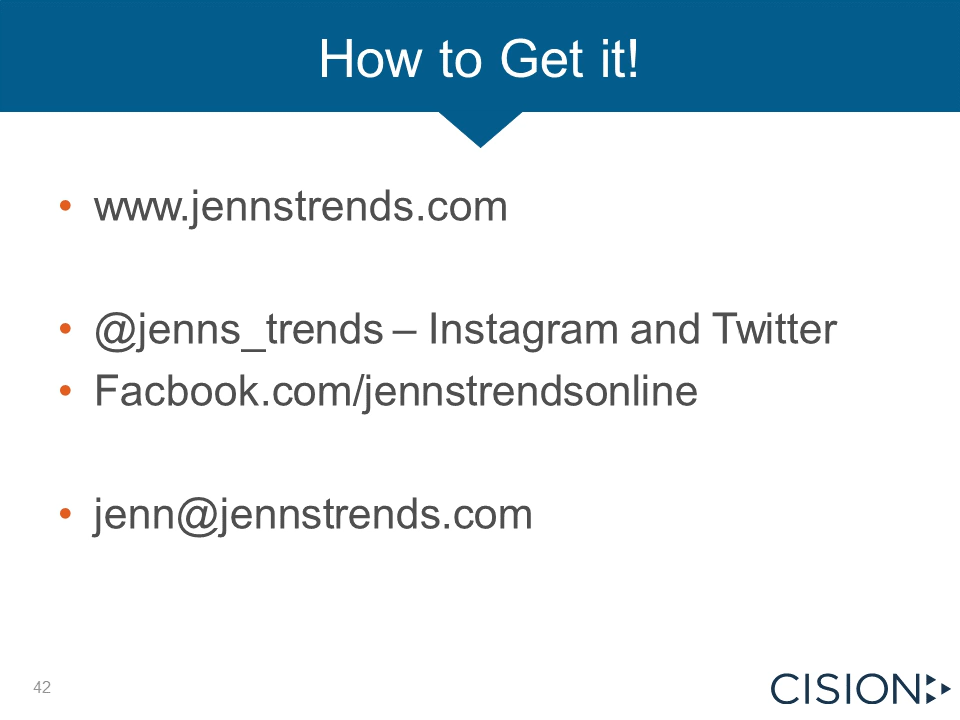 How to Get it!
• www.jennstrends.com
• @jenns_trends – Instagram and Twitter
• Facbook.com/jennstrendsonline
• jenn@jennstrends.com
42
CISION